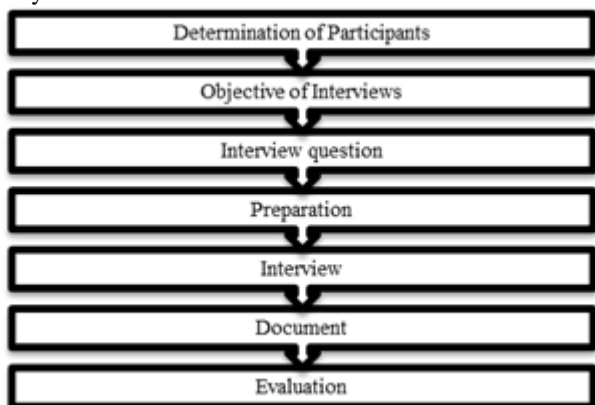 Determination of Participants
Objective of Interviews
Interview question
Preparation
Interview
Document
Evaluation